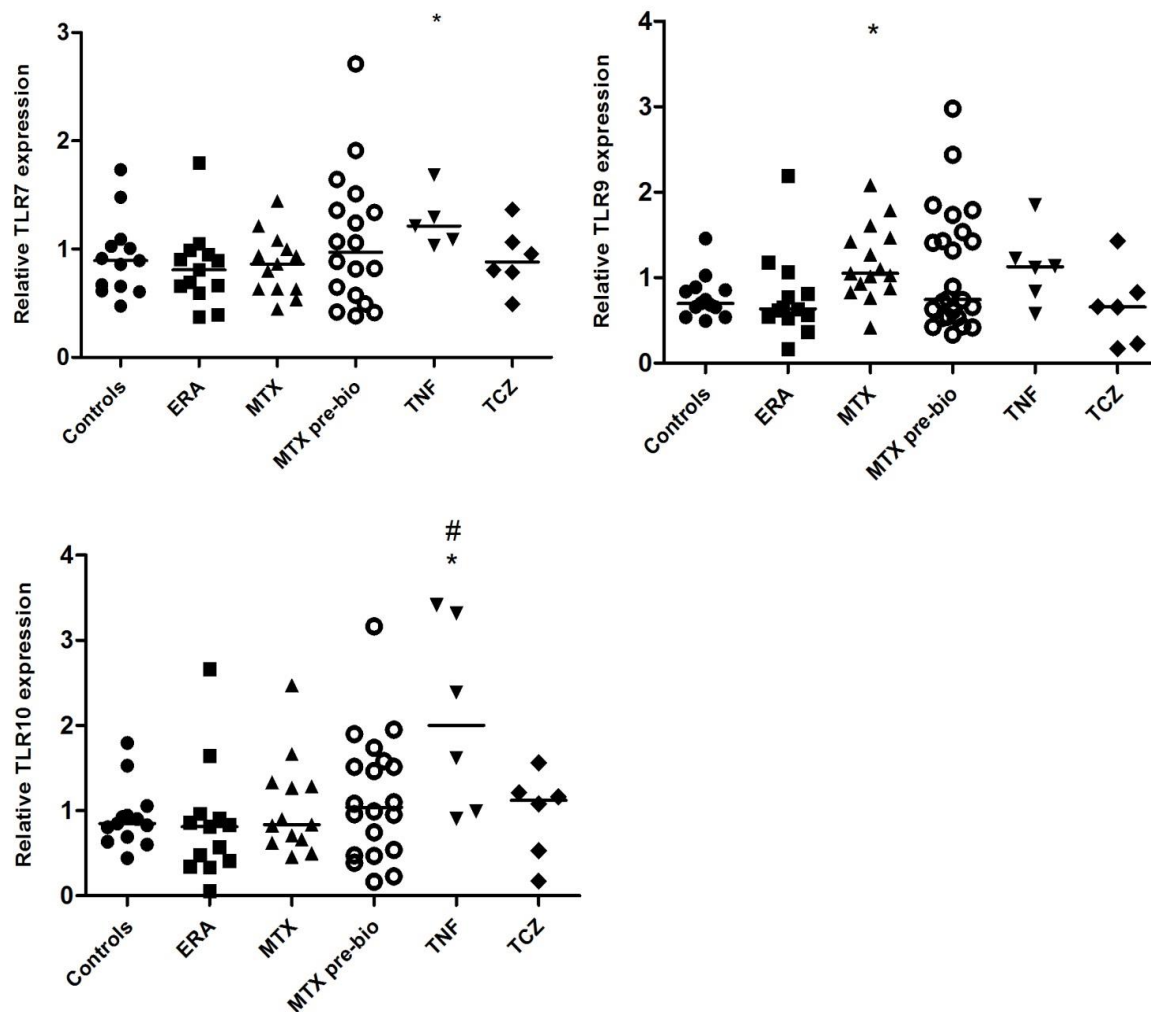 Relative TLR7 expression
3
2
1
0
*
Controls
ERA
MTX
MTX pre-bio
TNF
TCZ
Relative TLR9 expression
4
3
2
1
0
*
Controls
ERA
MTX
MTX pre-bio
TNF
TCZ
Relative TLR10 expression
4
3
2
1
0
#
*
Controls
ERA
MTX
MTX pre-bio
TNF
TCZ